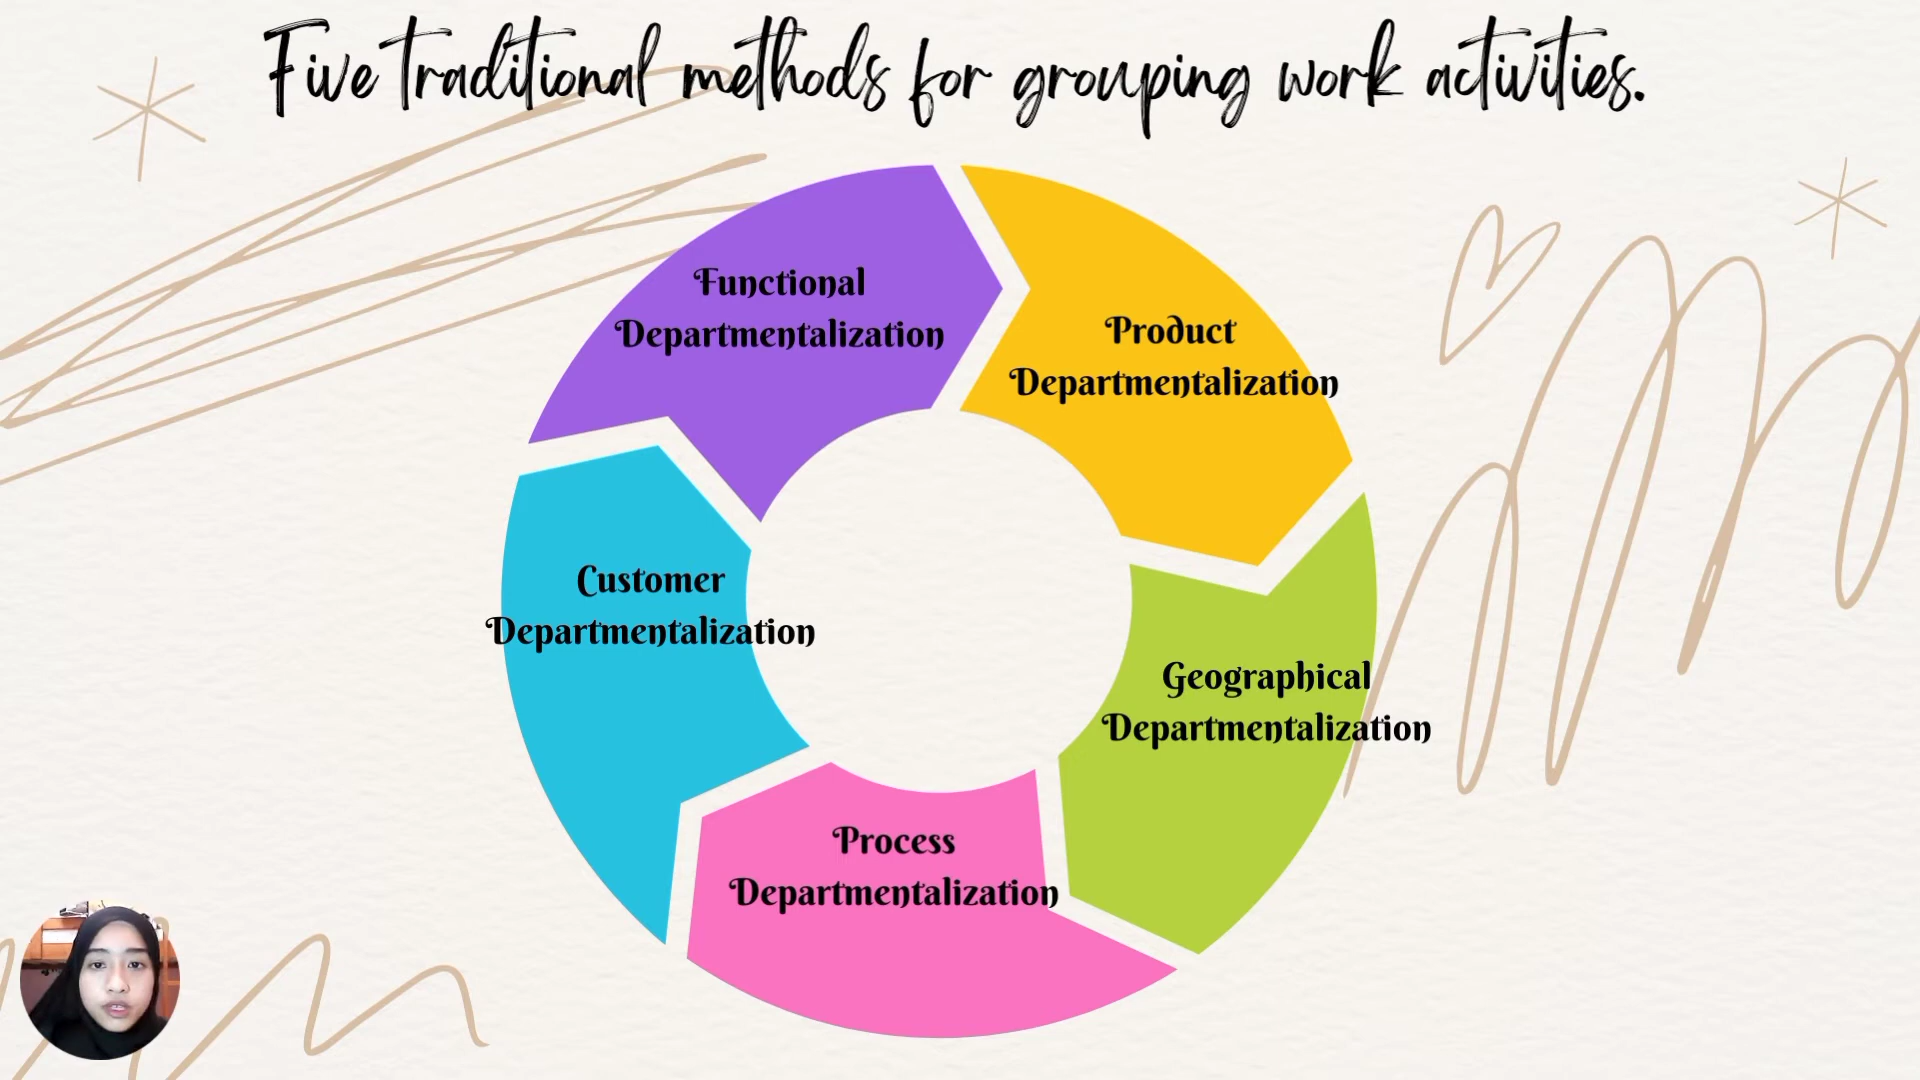 Five traditional methods for grouping work activities.
Functional
Departmentalization
Product
Departmentalization
Customer
Departmentalization
Geographical
Departmentalization
Process
Departmentalization